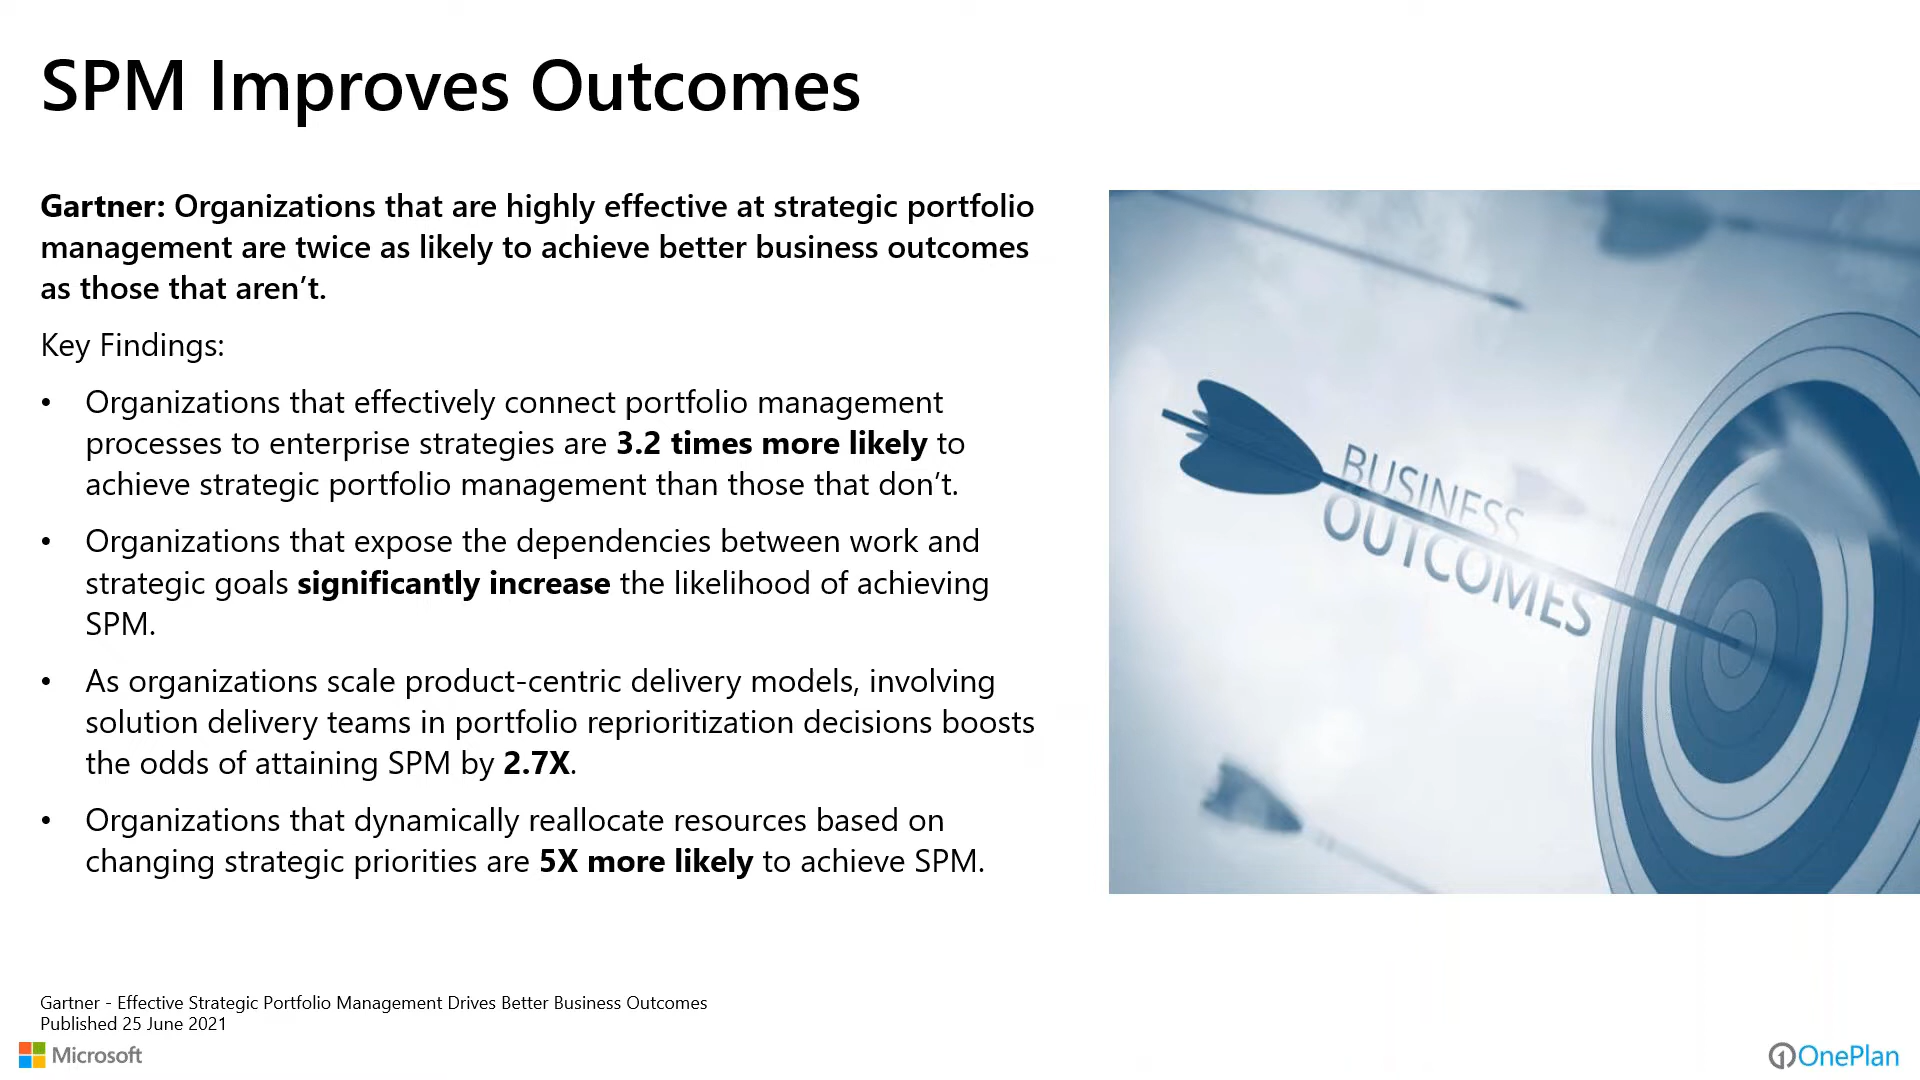 SPM Improves Outcomes
Gartner: Organizations that are highly effective at strategic portfolio
management are twice as likely to achieve better business outcomes
as those that aren’t.
Key Findings:
• Organizations that effectively connect portfolio management
processes to enterprise strategies are 3.2 times more likely to
achieve strategic portfolio management than those that don’t.
• Organizations that expose the dependencies between work and
strategic goals significantly increase the likelihood of achieving
SPM.
• As organizations scale product-centric delivery models, involving
solution delivery teams in portfolio reprioritization decisions boosts
the odds of attaining SPM by 2.7X.
• Organizations that dynamically reallocate resources based on
changing strategic priorities are 5X more likely to achieve SPM.
BUSINESS
OUTCOMES
Gartner - Effective Strategic Portfolio Management Drives Better Business Outcomes
Published 25 June 2021
Microsoft
OnePlan